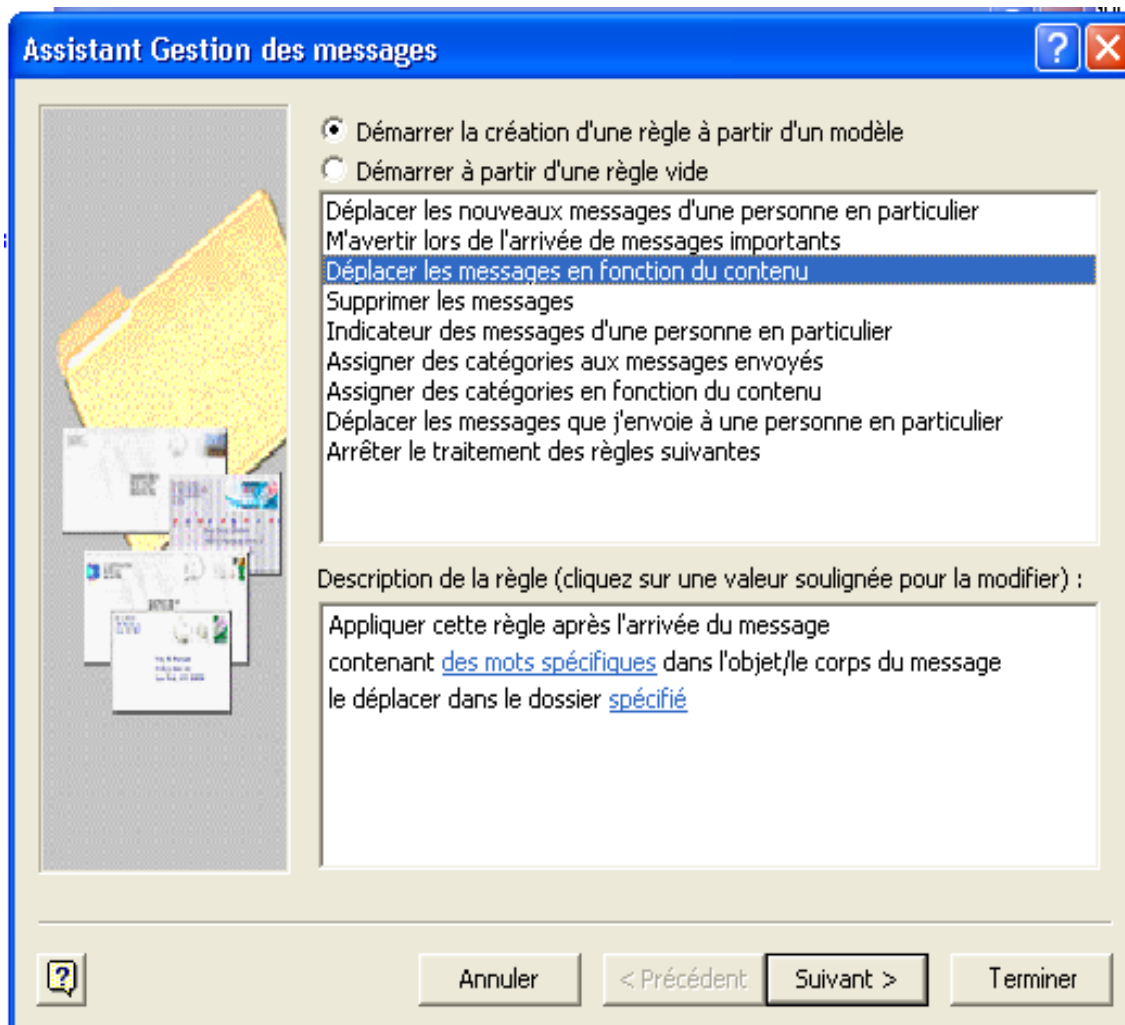 Assistant Gestion des messages
Démarrer la création d'une règle à partir d'un modèle
Démarrer à partir d'une règle vide
Déplacer les nouveaux messages d'une personne en particulier
M'avertir lors de l'arrivée de messages importants
Déplacer les messages en fonction du contenu
Supprimer les messages
Indicateur des messages d'une personne en particulier
Assigner des catégories aux messages envoyés
Assigner des catégories en fonction du contenu
Déplacer les messages que j'envoie à une personne en particulier
Arrêter le traitement des règles suivantes
Description de la règle (cliquez sur une valeur soulignée pour la modifier) :
Appliquer cette règle après l'arrivée du message
contenant des mots spécifiques dans l'objet/le corps du message
le déplacer dans le dossier spécifié
Annuler
< Précédent
Suivant >
Terminer